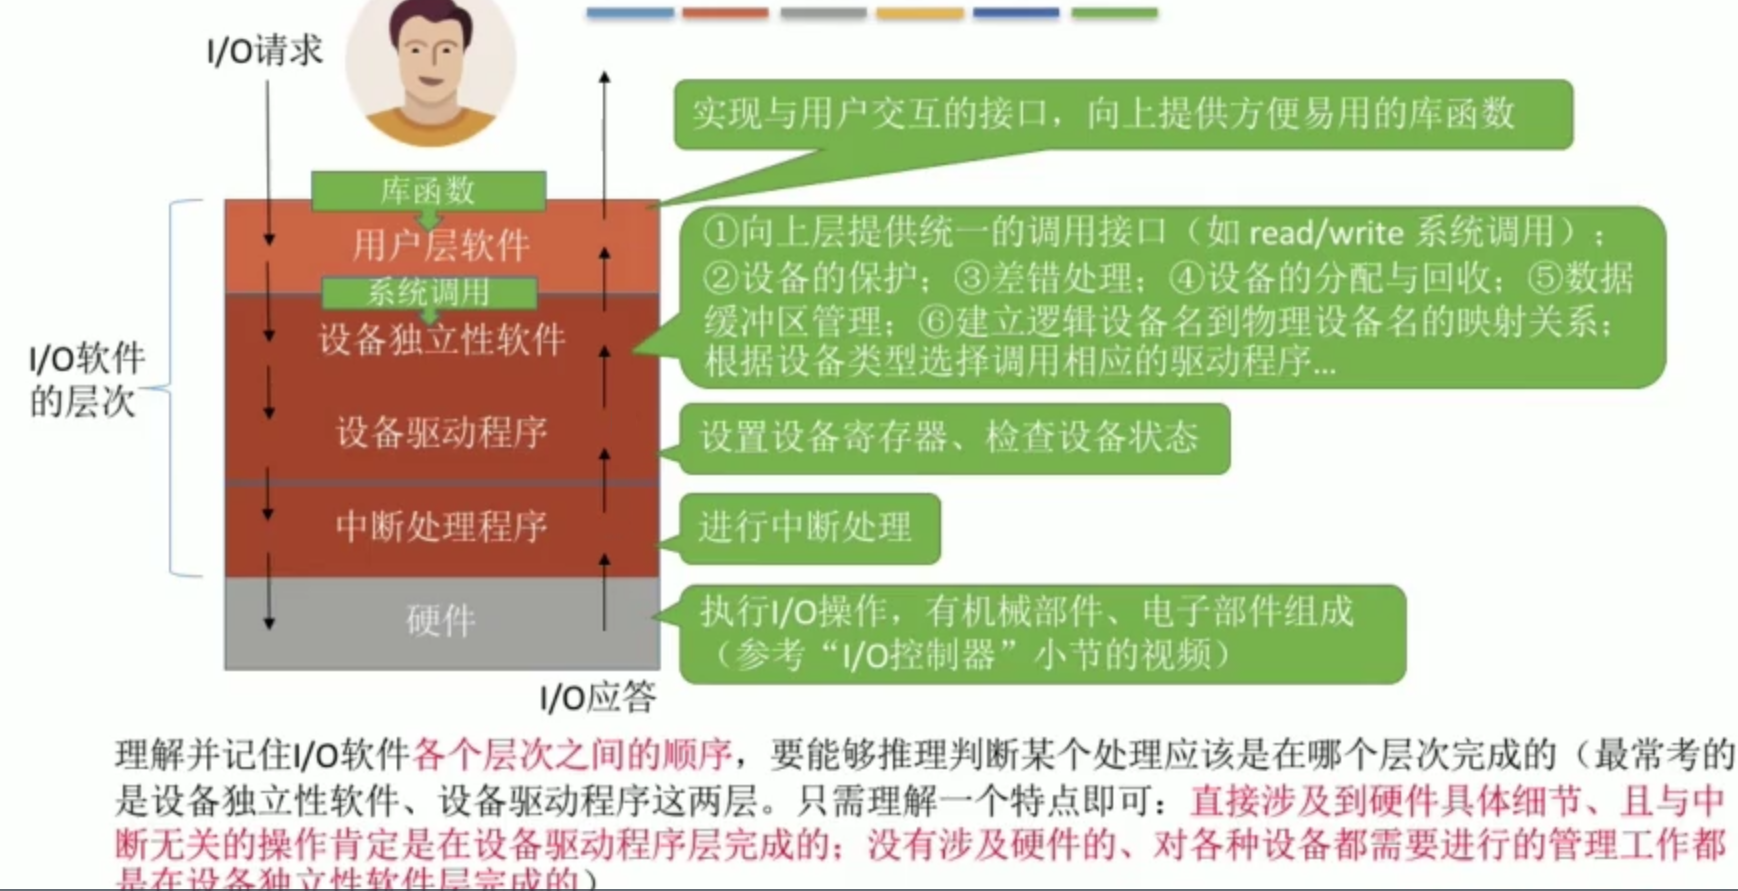 I/O请求
实现与用户交互的接口，向上提供方便易用的库函数
库函数
用户层软件
系统调用
①向上层提供统一的调用接口（如 read/write 系统调用）；
②设备的保护；③差错处理；④设备的分配与回收；⑤数据
缓冲区管理；⑥建立逻辑设备名到物理设备名的映射关系；
根据设备类型选择调用相应的驱动程序...
设备独立性软件
I/O软件
的层次
设备驱动程序
设置设备寄存器、检查设备状态
中断处理程序
进行中断处理
硬件
执行I/O操作，有机械部件、电子部件组成
（参考“I/O控制器”小节的视频）
I/O应答
理解并记住I/O软件各个层次之间的顺序，要能够推理判断某个处理应该是在哪个层次完成的（最常考的
是设备独立性软件、设备驱动程序这两层。只需理解一个特点即可：直接涉及到硬件具体细节、且与中
断无关的操作肯定是在设备驱动程序层完成的；没有涉及硬件的、对各种设备都需要进行的管理工作都
是在设备独立性软件层完成的）